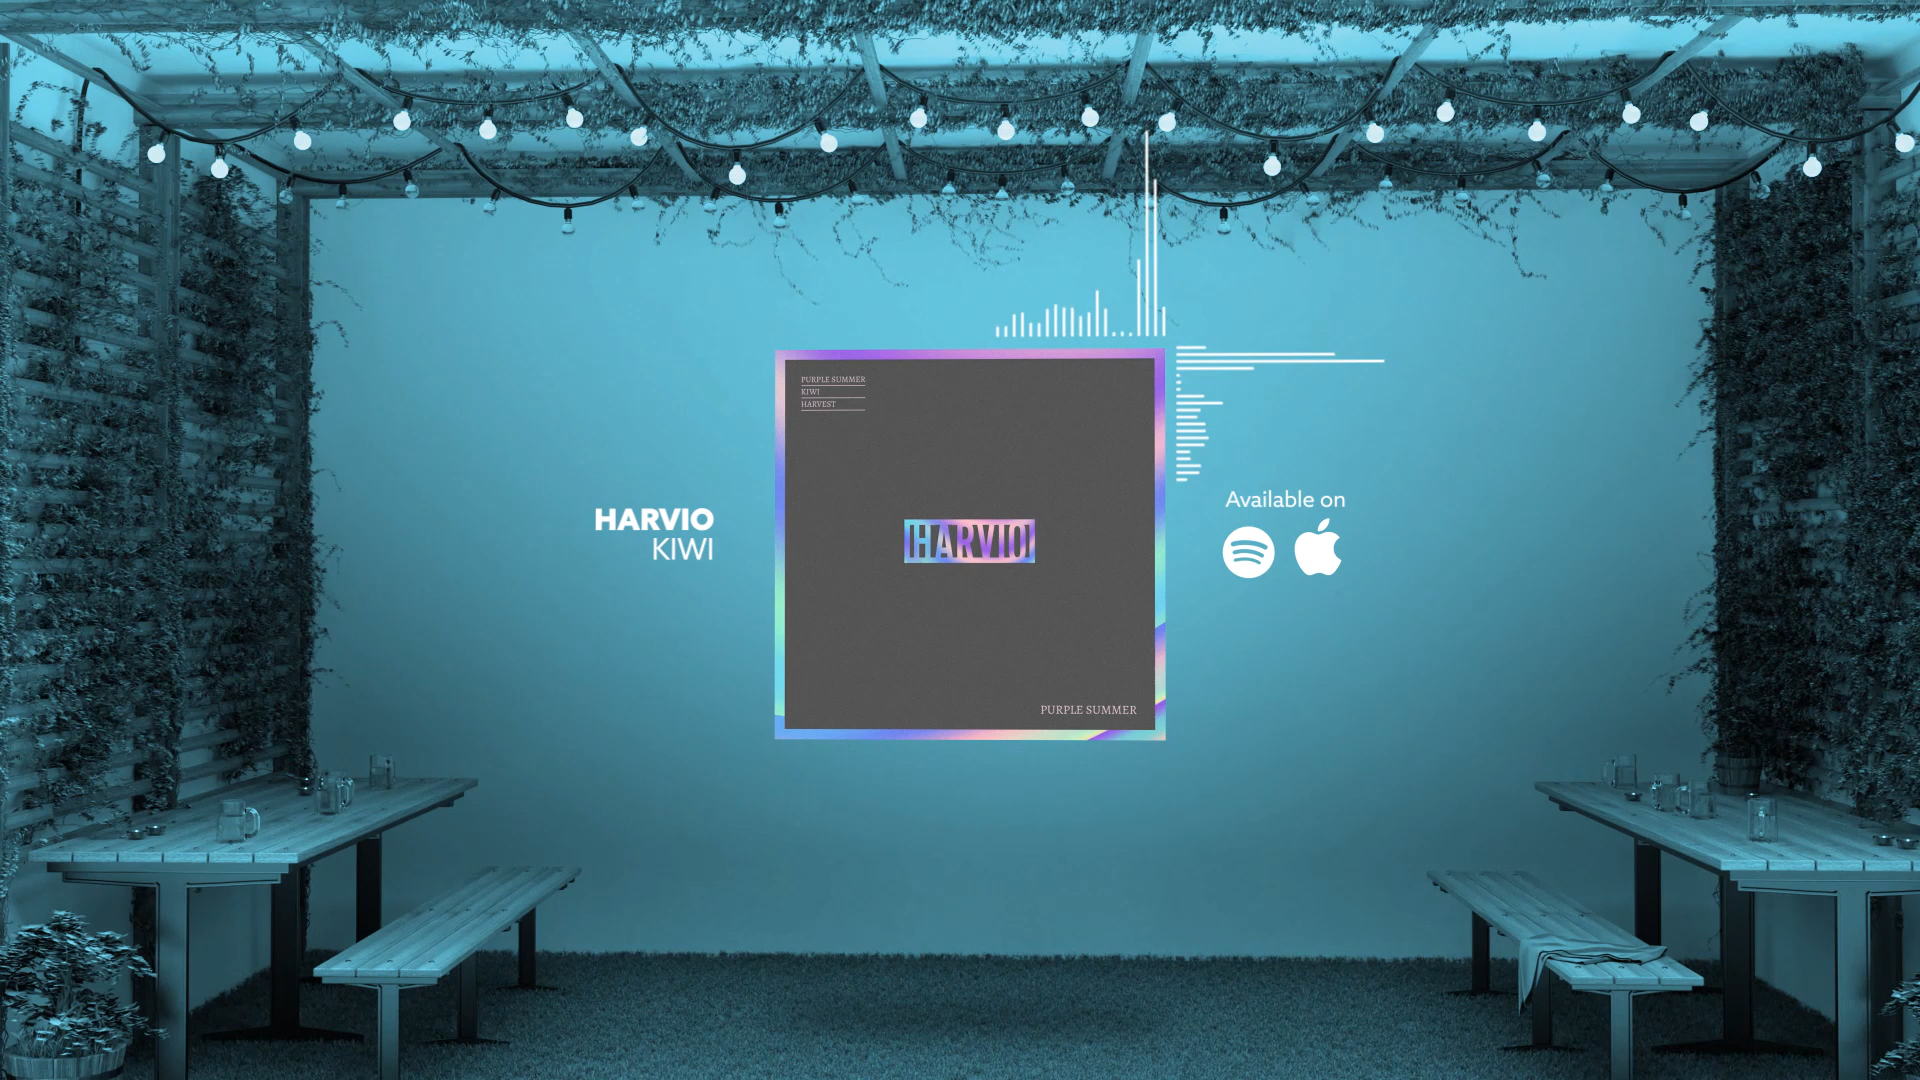 PURPLE SUMMER
KIWI
HARVEST
HARVIO
KIWI
HARVIO
Available on
PURPLE SUMMER